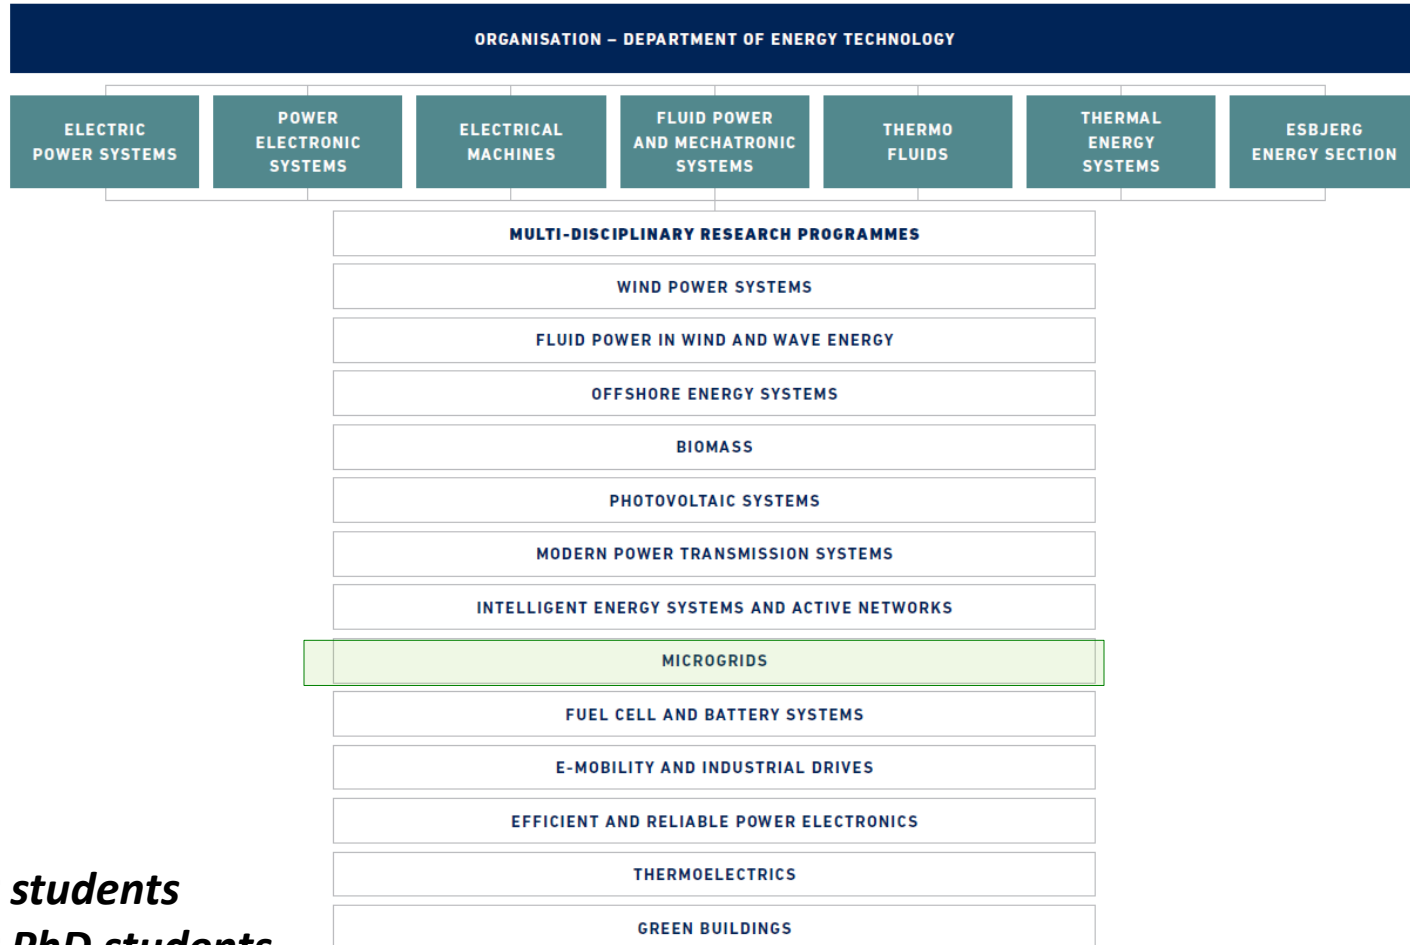 ORGANISATION – DEPARTMENT OF ENERGY TECHNOLOGY
ELECTRIC
POWER SYSTEMS
POWER
ELECTRONIC
SYSTEMS
ELECTRICAL
MACHINES
FLUID POWER
AND MECHATRONIC
SYSTEMS
THERMO
FLUIDS
THERMAL
ENERGY
SYSTEMS
ESBJERG
ENERGY SECTION
MULTI-DISCIPLINARY RESEARCH PROGRAMMES
WIND POWER SYSTEMS
FLUID POWER IN WIND AND WAVE ENERGY
OFFSHORE ENERGY SYSTEMS
BIOMASS
PHOTOVOLTAIC SYSTEMS
MODERN POWER TRANSMISSION SYSTEMS
INTELLIGENT ENERGY SYSTEMS AND ACTIVE NETWORKS
MICROGRIDS
FUEL CELL AND BATTERY SYSTEMS
E-MOBILITY AND INDUSTRIAL DRIVES
EFFICIENT AND RELIABLE POWER ELECTRONICS
THERMOELECTRICS
GREEN BUILDINGS
students
PhD students